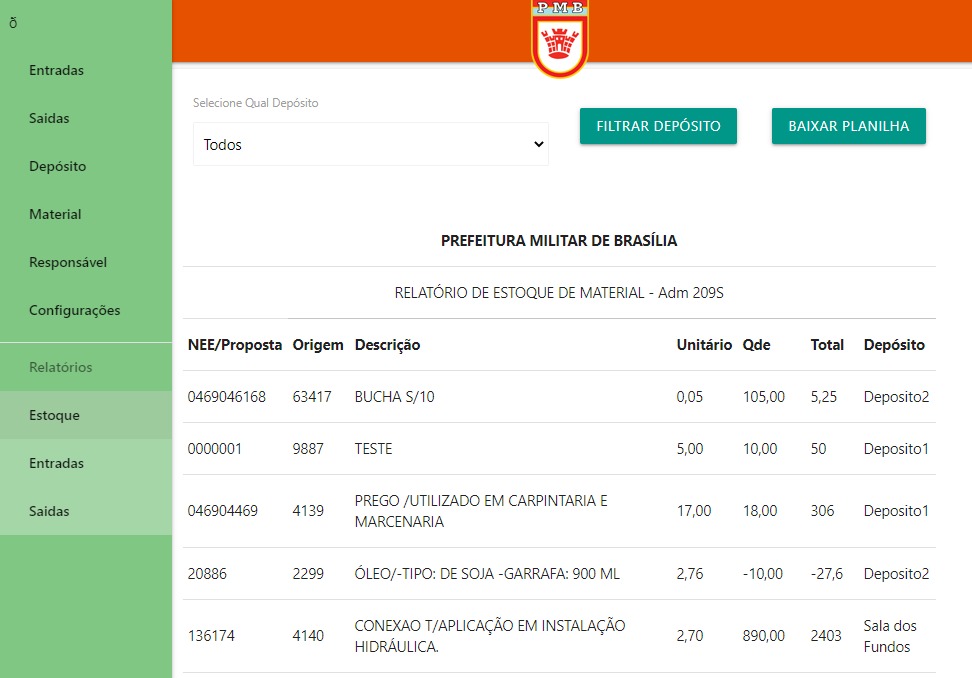 ð
Entradas
Saidas
Depósito
Material
Responsável
Configurações
Relatórios
Estoque
Entradas
Saidas
PMB
Selecione Qual Depósito
Todos
FILTRAR DEPÓSITO
BAIXAR PLANILHA
PREFEITURA MILITAR DE BRASÍLIA
RELATÓRIO DE ESTOQUE DE MATERIAL - Adm 209S
NEE/Proposta Origem Descrição Unitário Qde Total Depósito
0469046168 63417 BUCHA S/10 0,05 105,00 5,25 Deposito2
0000001 9887 TESTE 5,00 10,00 50 Deposito1
046904469 4139 PREGO /UTILIZADO EM CARPINTARIA E
MARCENARIA 17,00 18,00 306 Deposito1
20886 2299 ÓLEO/-TIPO: DE SOJA -GARRAFA: 900 ML 2,76 -10,00 -27,6 Deposito2
136174 4140 CONEXAO T/APLICAÇÃO EM INSTALAÇÃO
HIDRÁULICA. 2,70 890,00 2403 Sala dos
Fundos